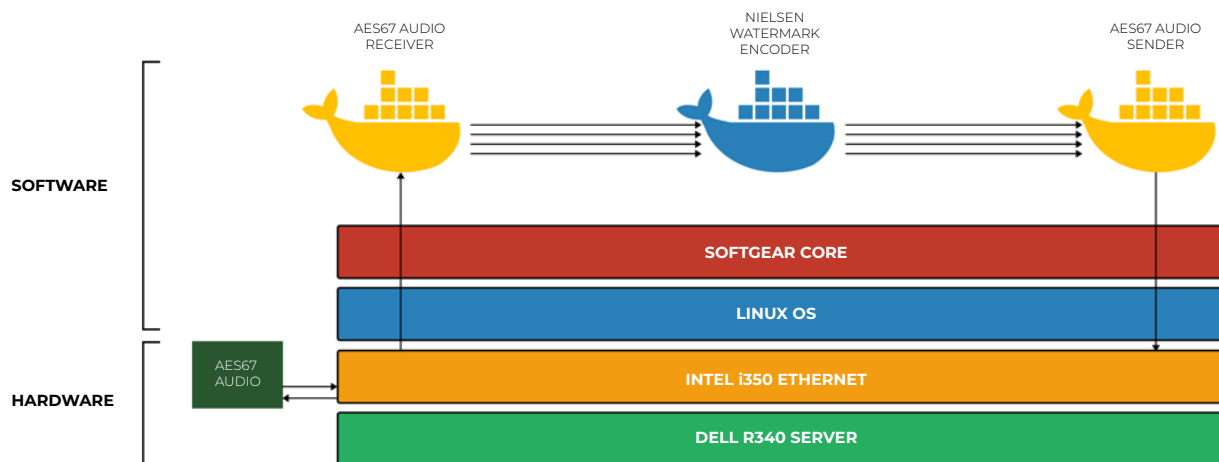 AES67 AUDIO
RECEIVER
NIELSEN
WATERMARK
ENCODER
AES67 AUDIO
SENDER
SOFTWARE
SOFTGEAR CORE
LINUX OS
HARDWARE
AES67
AUDIO
INTEL i350 ETHERNET
DELL R340 SERVER